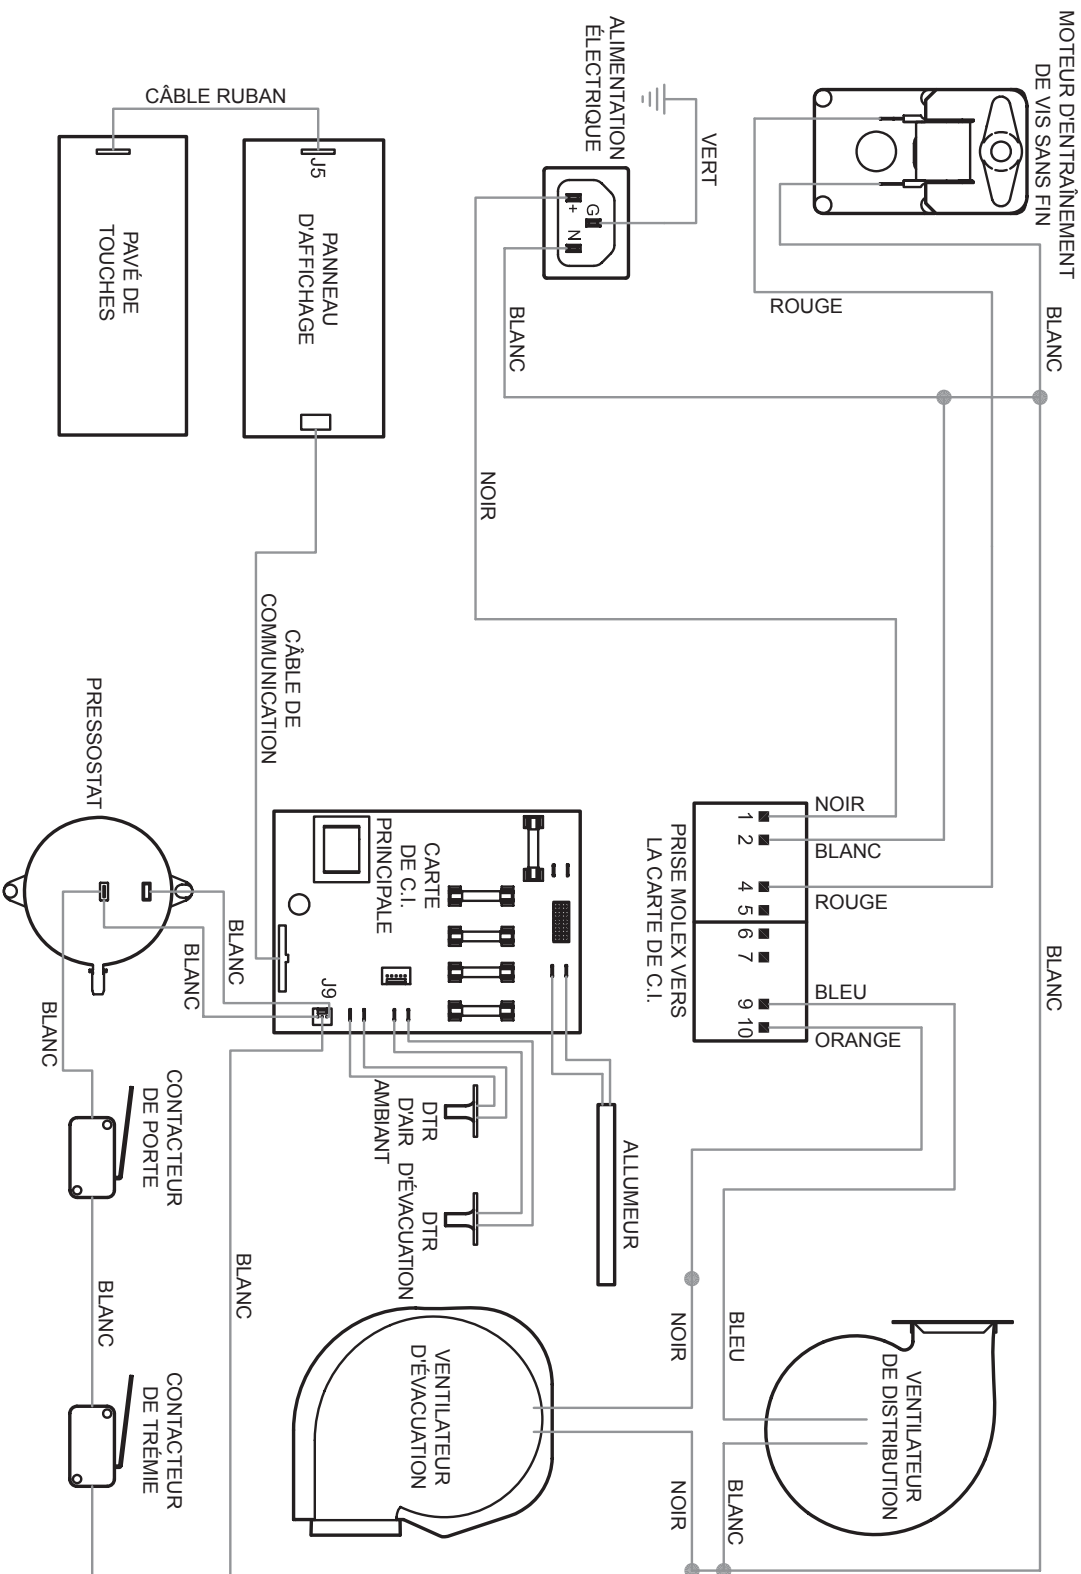 MOTEUR D'ENTRAÎNEMENT
DE VIS SANS FIN
BLANC
ROUGE
ALIMENTATION
ÉLECTRIQUE
VERT
+
G
N
BLANC
NOIR
CÂBLE RUBAN
J5
PANNEAU
D'AFFICHAGE
PAVÉ DE
TOUCHES
CÂBLE DE
COMMUNICATION
PRESSOSTAT
BLANC
BLANC
BLANC
CARTE
DE C.I.
PRINCIPALE
J9
PRISE MOLEX VERS
LA CARTE DE C.I.
NOIR
1
2
BLANC
4
ROUGE
5
6
7
BLEU
9
10
ORANGE
BLANC
DTR
D'AIR
AMBIANT
DTR
D'ÉVACUATION
ALLUMEUR
CONTACTEUR
DE PORTE
BLANC
CONTACTEUR
DE TRÉMIE
BLANC
VENTILATEUR
D'ÉVACUATION
NOIR
BLEU
VENTILATEUR
DE DISTRIBUTION
NOIR
BLANC